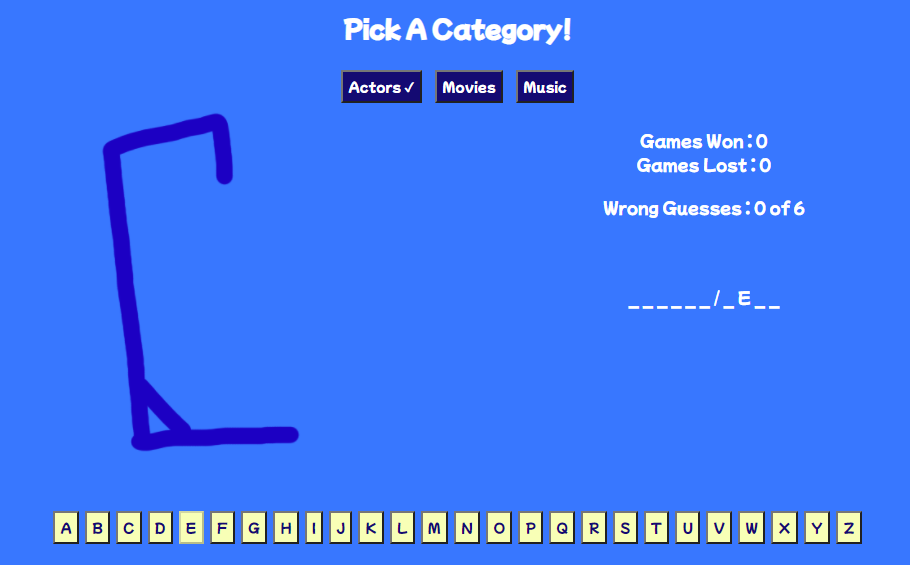 Pick A Category!
Actors ✓ Movies Music
Games Won : 0
Games Lost : 0
Wrong Guesses : 0 of 6
_ _ _ _ _ _ / _ E _ _
A B C D E F G H I J K L M N O P Q R S T U V W X Y Z